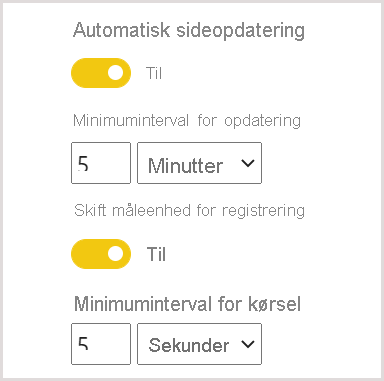 Automatisk sideopdatering
Til
Minimuminterval for opdatering
5 Minutter
Skift måleenhed for registrering
Til
Minimuminterval for kørsel
5 Sekunder